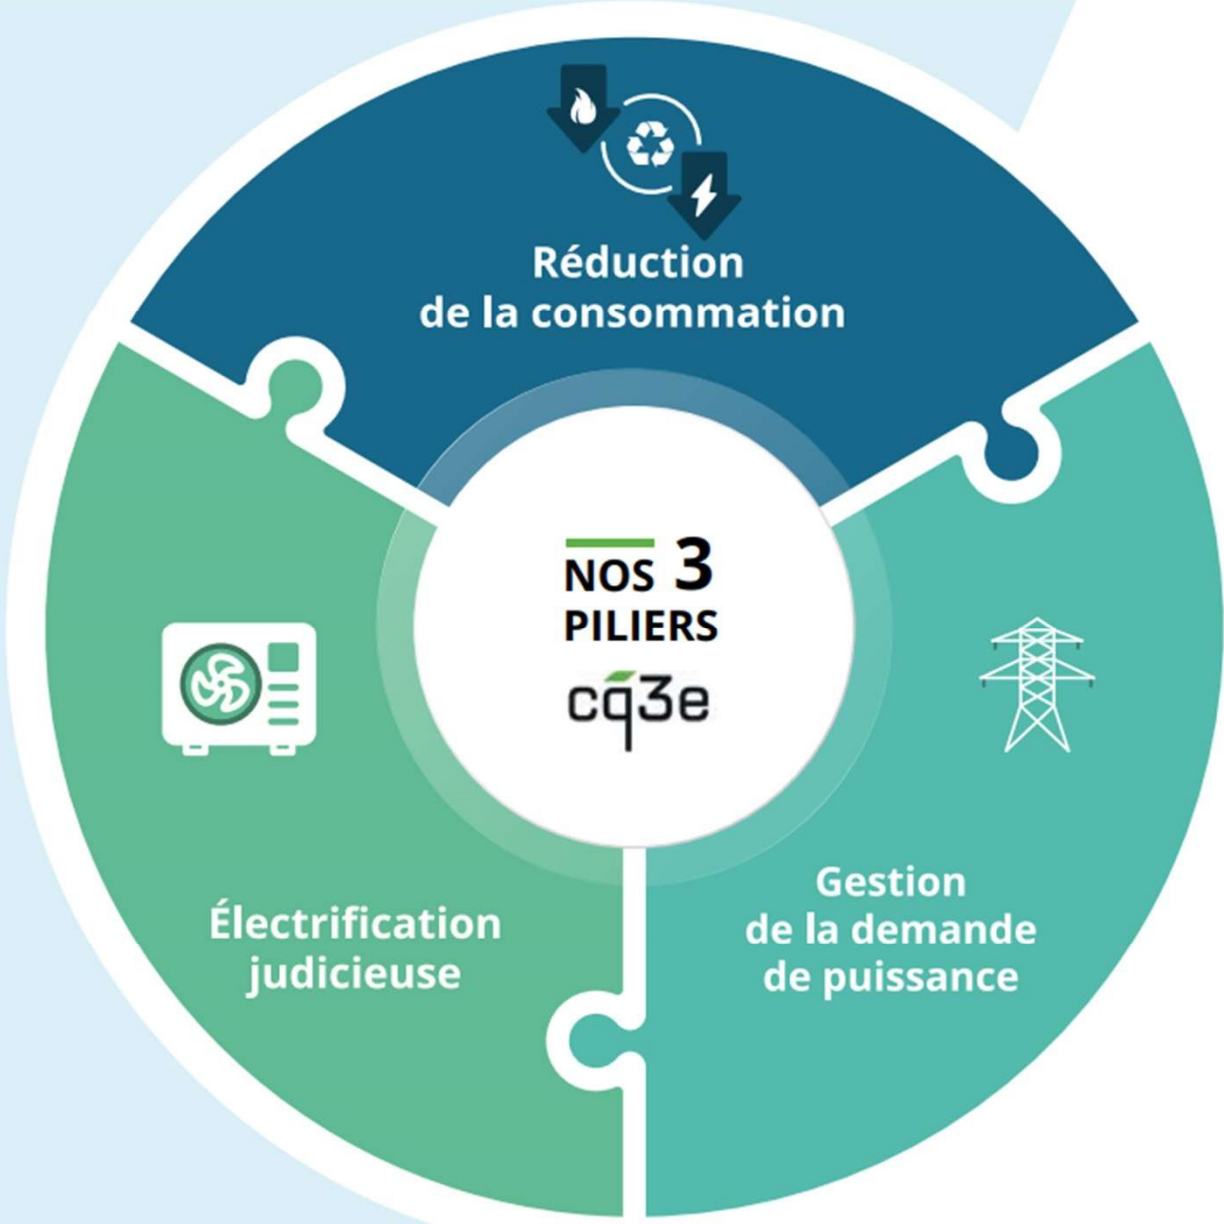 Réduction
de la consommation
NOS 3
PILIERS
cq3e
Gestion
de la demande
de puissance
Électrification
judicieuse